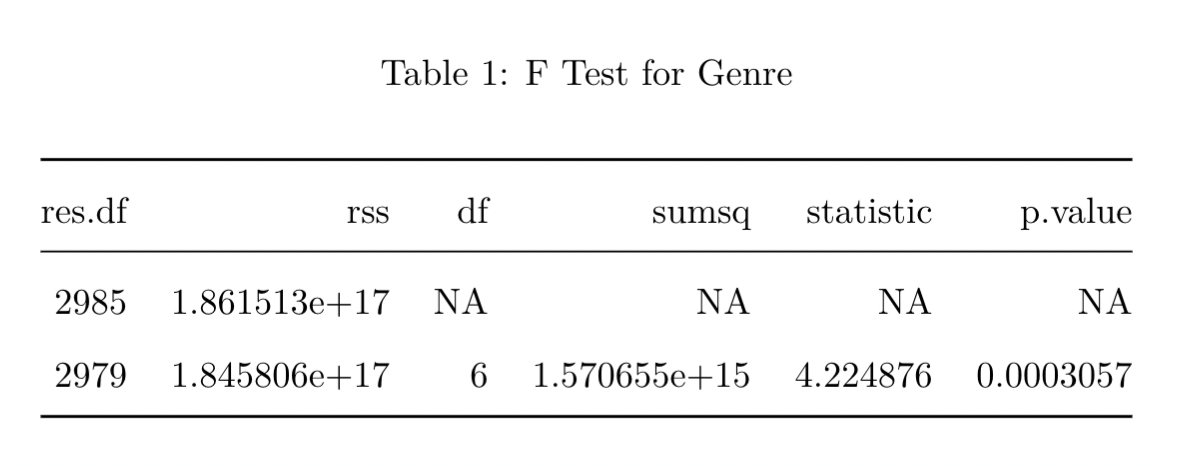 Table 1: F Test for Genre
res.df rss df sumsq statistic p.value
2985 1.861513e+17 NA NA NA NA
2979 1.845806e+17 6 1.570655e+15 4.224876 0.0003057